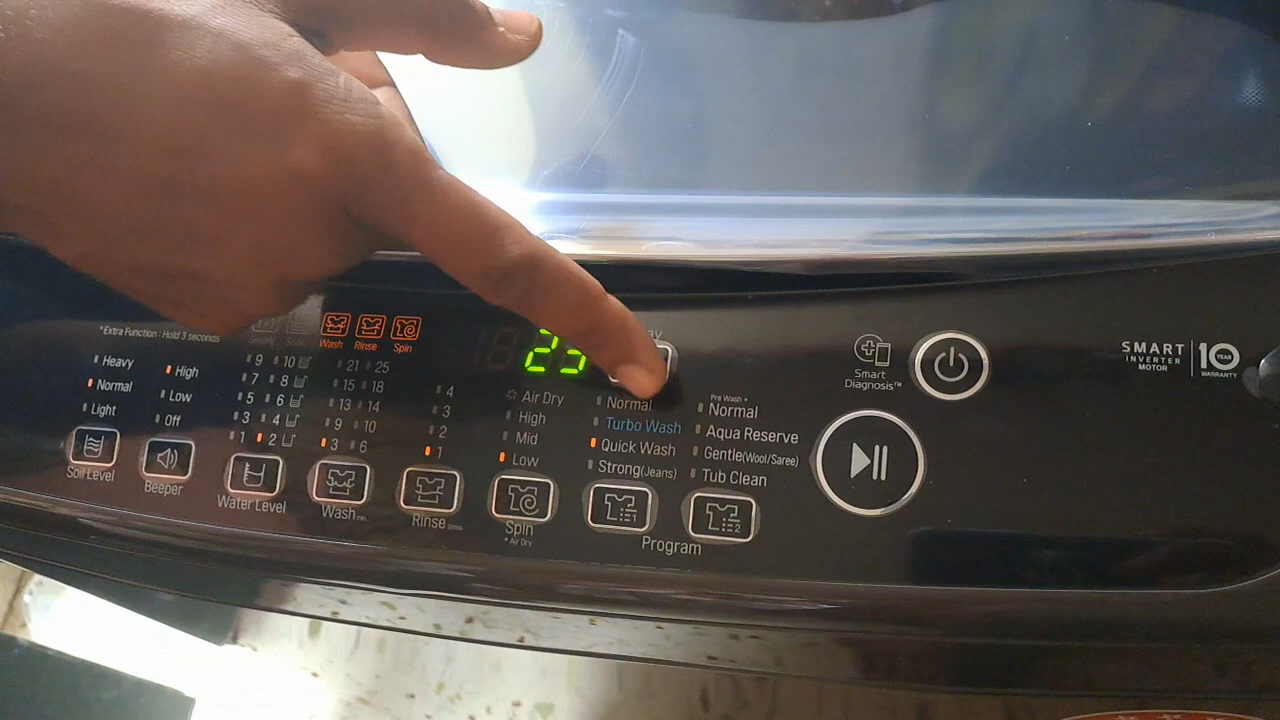 *Extra Function : Hold 3 seconds
Heavy
Normal
Light
Soil Level
High
Low
Off
Beeper
9 10
7 8
5 6
3 4
1 2
Water Level
Wash
Rinse
Spin
21 25
15 18
13 14
9 10
3 6
Wash min.
4
3
2
1
Rinse times
25
Air Dry
High
Mid
Low
Spin
* Air Dry
Normal
Turbo Wash
Quick Wash
Strong(Jeans)
Pre Wash +
Normal
Aqua Reserve
Gentle(Wool/Saree)
Tub Clean
Program
Smart
Diagnosis™
SMART
INVERTER
MOTOR
10
YEAR
WARRANTY